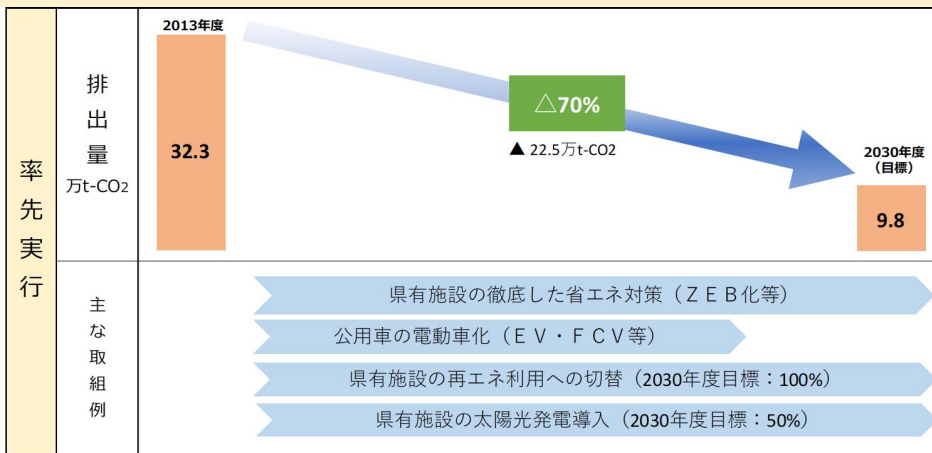 率先実行
排出量
万t-CO2
2013年度
32.3
△70%
▲ 22.5万t-CO2
2030年度
（目標）
9.8
主な取組例
県有施設の徹底した省エネ対策（ＺＥＢ化等）
公用車の電動車化（ＥＶ・ＦＣＶ等）
県有施設の再エネ利用への切替（2030年度目標：100%）
県有施設の太陽光発電導入（2030年度目標：50%）